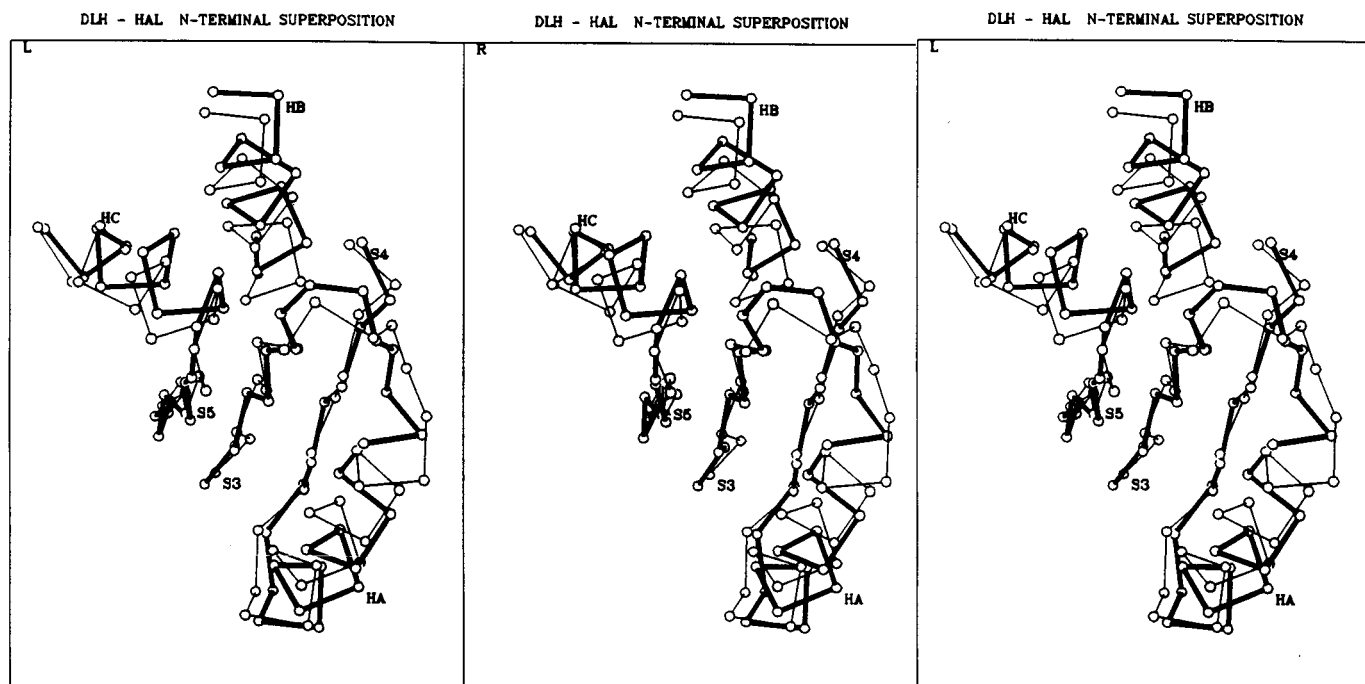 DLH - HAL N-TERMINAL SUPERPOSITION
L
HB
HC
S4
S5
S3
HA
DLH - HAL N-TERMINAL SUPERPOSITION
R
HB
HC
S4
S5
S3
HA
DLH - HAL N-TERMINAL SUPERPOSITION
L
HB
HC
S4
S5
S3
HA